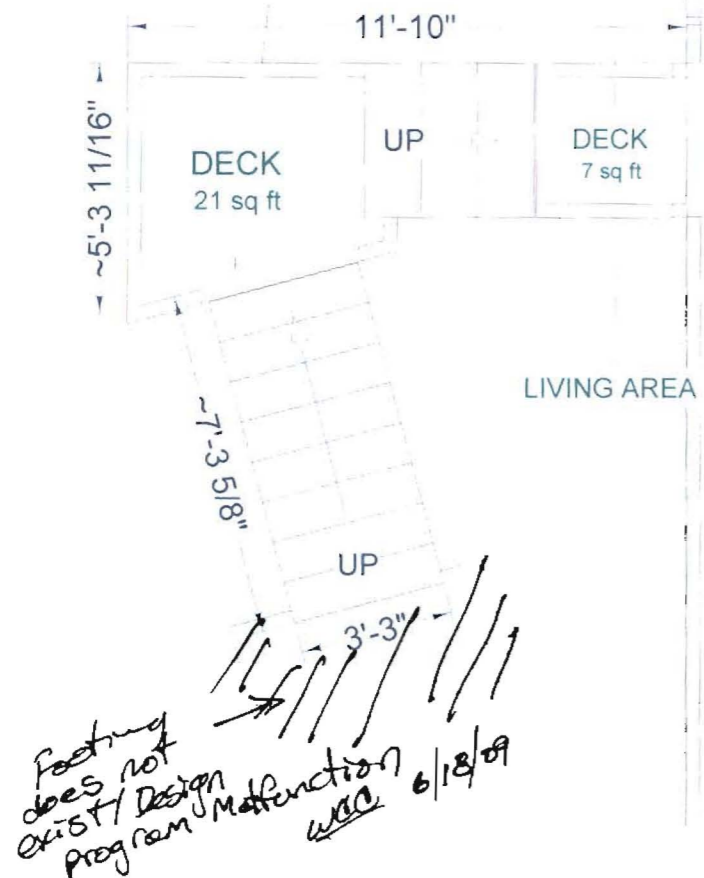 11'-10"
~5'-3 11/16"
DECK
21 sq ft
UP
DECK
7 sq ft
LIVING AREA
~7'-3 5/8"
UP
3'-3"
Footing
does not
exist/Design
program Malfunction
6/18/09